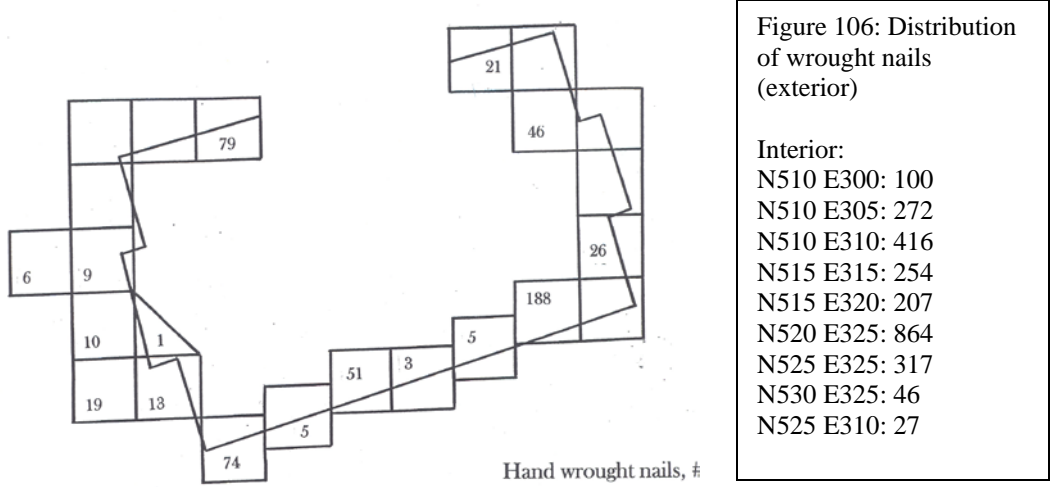 21
79
46
6
9
26
188
10
1
5
51
3
19
13
5
74
Hand wrought nails, #
Figure 106: Distribution
of wrought nails
(exterior)
Interior:
N510 E300: 100
N510 E305: 272
N510 E310: 416
N515 E315: 254
N515 E320: 207
N520 E325: 864
N525 E325: 317
N530 E325: 46
N525 E310: 27